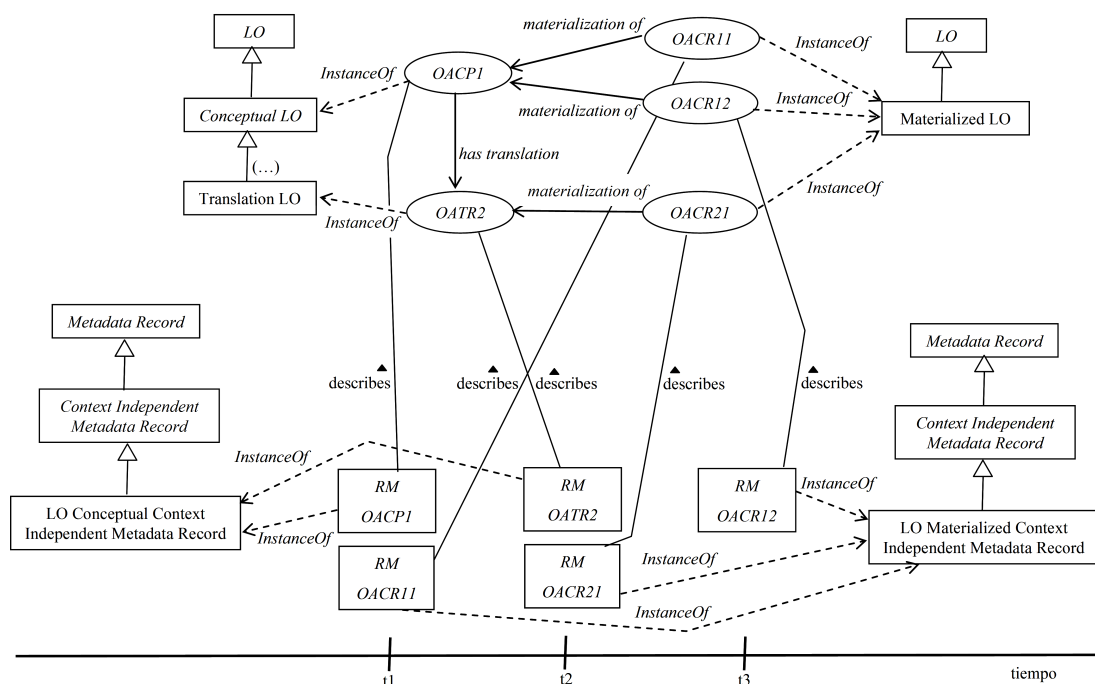 LO
materialization of
OACR11
InstanceOf
LO
InstanceOf
OACP1
Conceptual LO
materialization of
OACR12
InstanceOf
Materialized LO
(...)
has translation
Translation LO
InstanceOf
OATR2
materialization of
OACR21
InstanceOf
Metadata Record
Metadata Record
describes
describes
describes
describes
describes
Context Independent
Metadata Record
Context Independent
Metadata Record
InstanceOf
LO Conceptual Context
Independent Metadata Record
InstanceOf
RM
OACP1
RM
OATR2
RM
OACR12
InstanceOf
LO Materialized Context
Independent Metadata Record
RM
OACR11
RM
OACR21
InstanceOf
InstanceOf
t1
t2
t3
tiempo